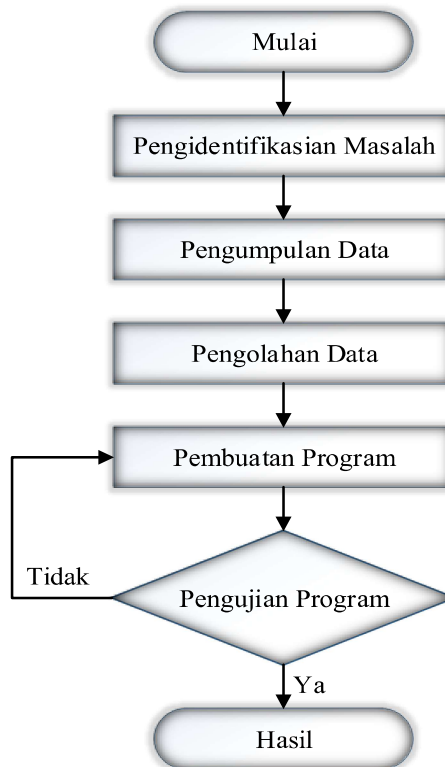 Mulai
Pengidentifikasian Masalah
Pengumpulan Data
Pengolahan Data
Pembuatan Program
Tidak
Pengujian Program
Ya
Hasil